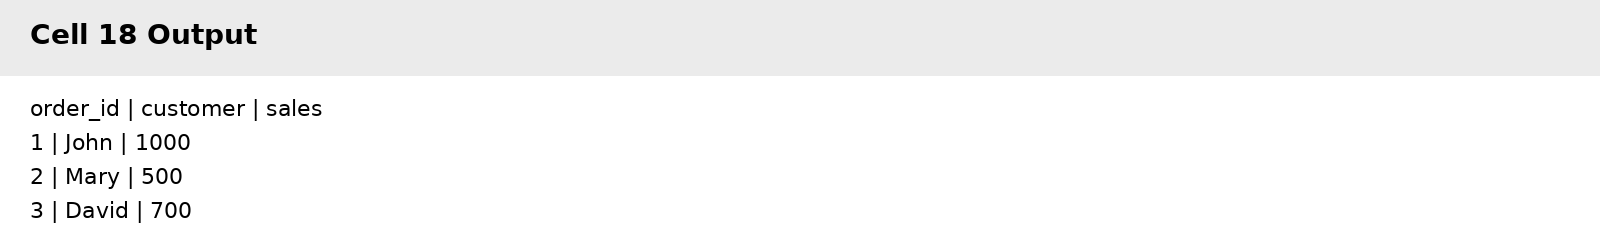 Cell 18 Output
order_id | customer | sales
1 | John | 1000
2 | Mary | 500
3 | David | 700